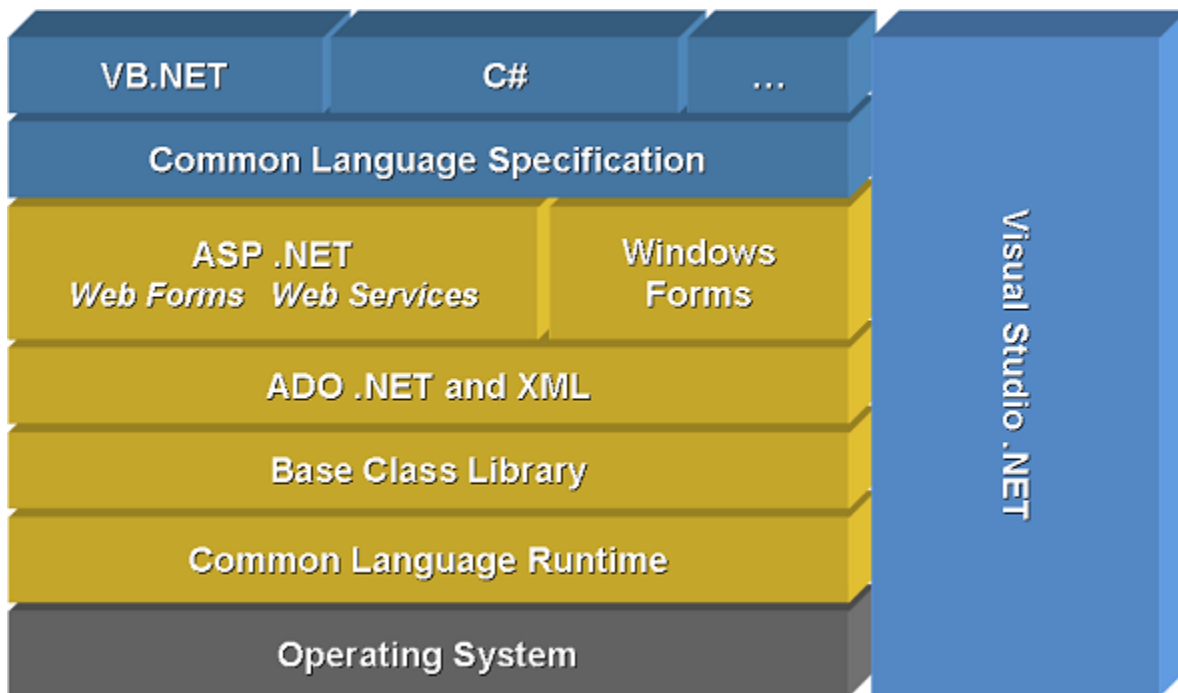 VB.NET
C#
...
Common Language Specification
ASP .NET
Web Forms Web Services
Windows
Forms
ADO .NET and XML
Base Class Library
Common Language Runtime
Operating System
Visual Studio .NET